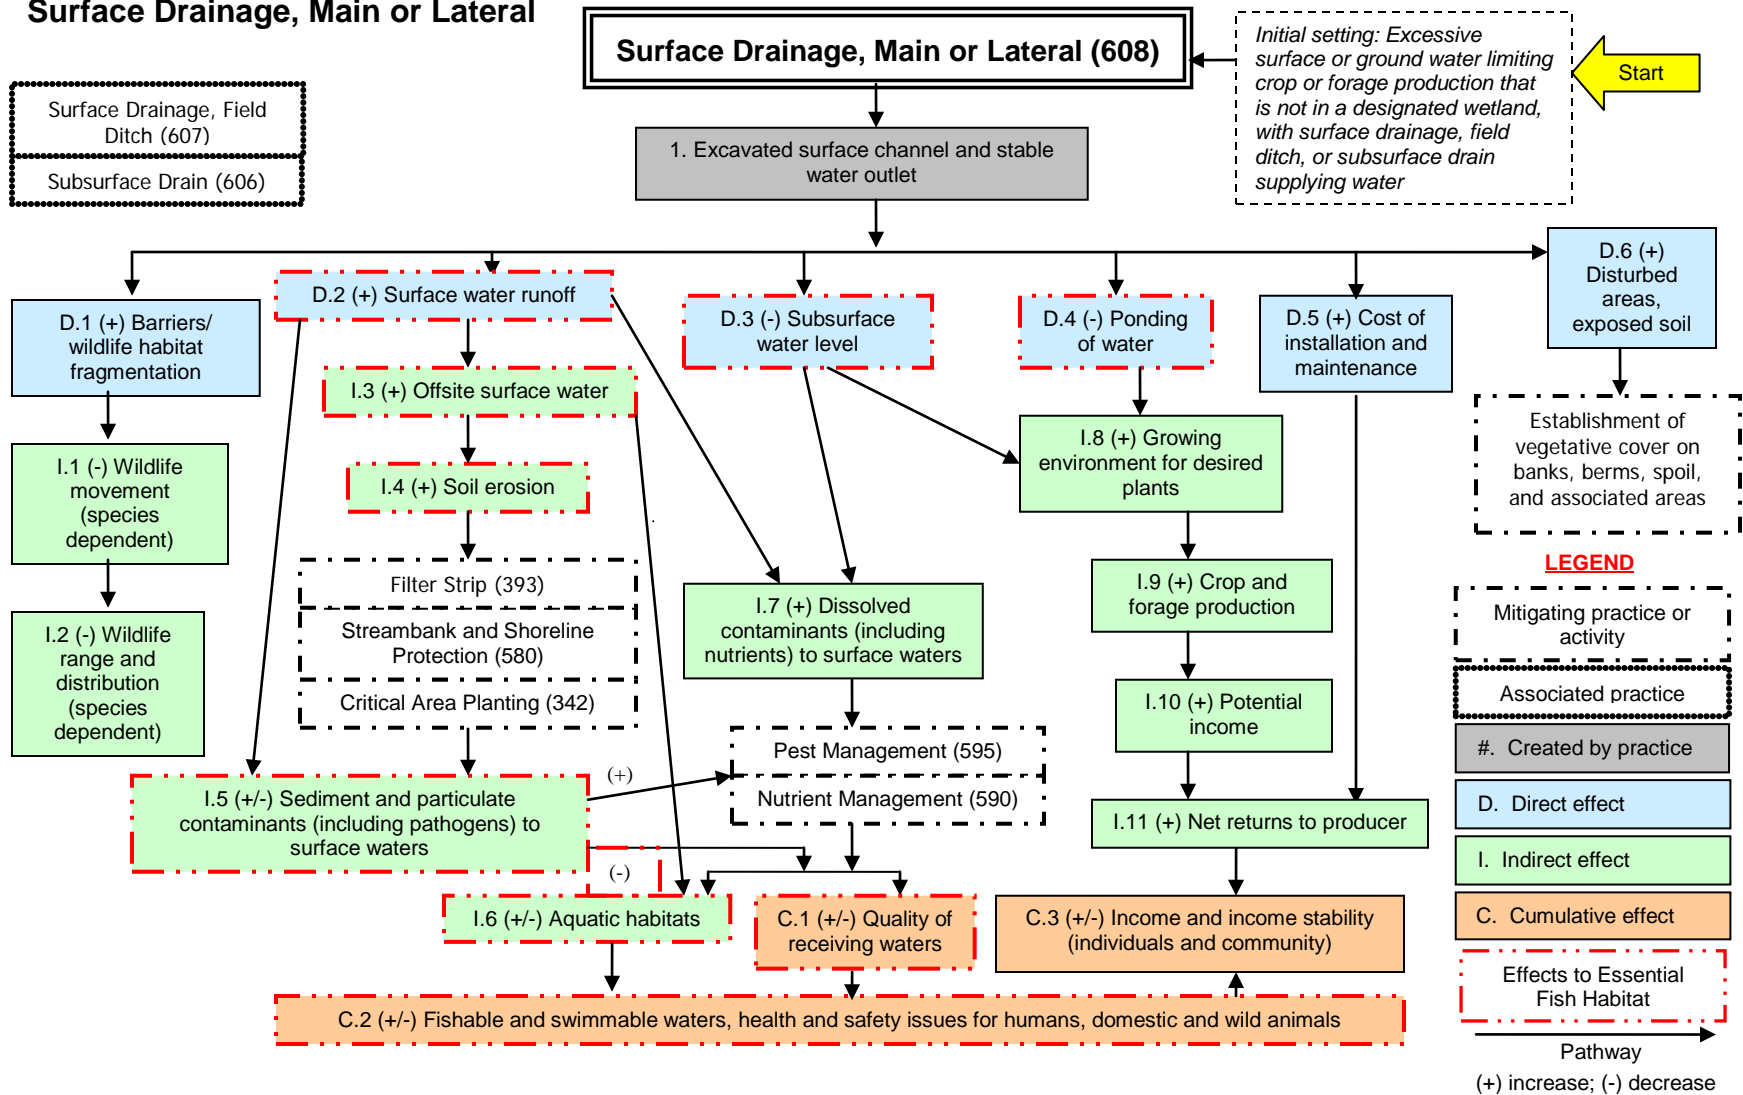 Surface Drainage, Main or Lateral
Surface Drainage, Main or Lateral (608)
Initial setting: Excessive
surface or ground water limiting
crop or forage production that
is not in a designated wetland,
with surface drainage, field
ditch, or subsurface drain
supplying water
Start
Surface Drainage, Field
Ditch (607)
Subsurface Drain (606)
1. Excavated surface channel and stable
water outlet
D.1 (+) Barriers/
wildlife habitat
fragmentation
D.2 (+) Surface water runoff
D.3 (-) Subsurface
water level
D.4 (-) Ponding
of water
D.5 (+) Cost of
installation and
maintenance
D.6 (+)
Disturbed
areas,
exposed soil
I.1 (-) Wildlife
movement
(species
dependent)
I.2 (-) Wildlife
range and
distribution
(species
dependent)
I.3 (+) Offsite surface water
I.4 (+) Soil erosion
Filter Strip (393)
Streambank and Shoreline
Protection (580)
Critical Area Planting (342)
I.5 (+/-) Sediment and particulate
contaminants (including pathogens) to
surface waters
(+)
(-)
I.6 (+/-) Aquatic habitats
I.7 (+) Dissolved
contaminants (including
nutrients) to surface waters
Pest Management (595)
Nutrient Management (590)
C.1 (+/-) Quality of
receiving waters
I.8 (+) Growing
environment for desired
plants
I.9 (+) Crop and
forage production
I.10 (+) Potential
income
I.11 (+) Net returns to producer
C.3 (+/-) Income and income stability
(individuals and community)
C.2 (+/-) Fishable and swimmable waters, health and safety issues for humans, domestic and wild animals
Establishment of
vegetative cover on
banks, berms, spoil,
and associated areas
LEGEND
Mitigating practice or
activity
Associated practice
#. Created by practice
D. Direct effect
I. Indirect effect
C. Cumulative effect
Effects to Essential
Fish Habitat
Pathway
(+) increase; (-) decrease